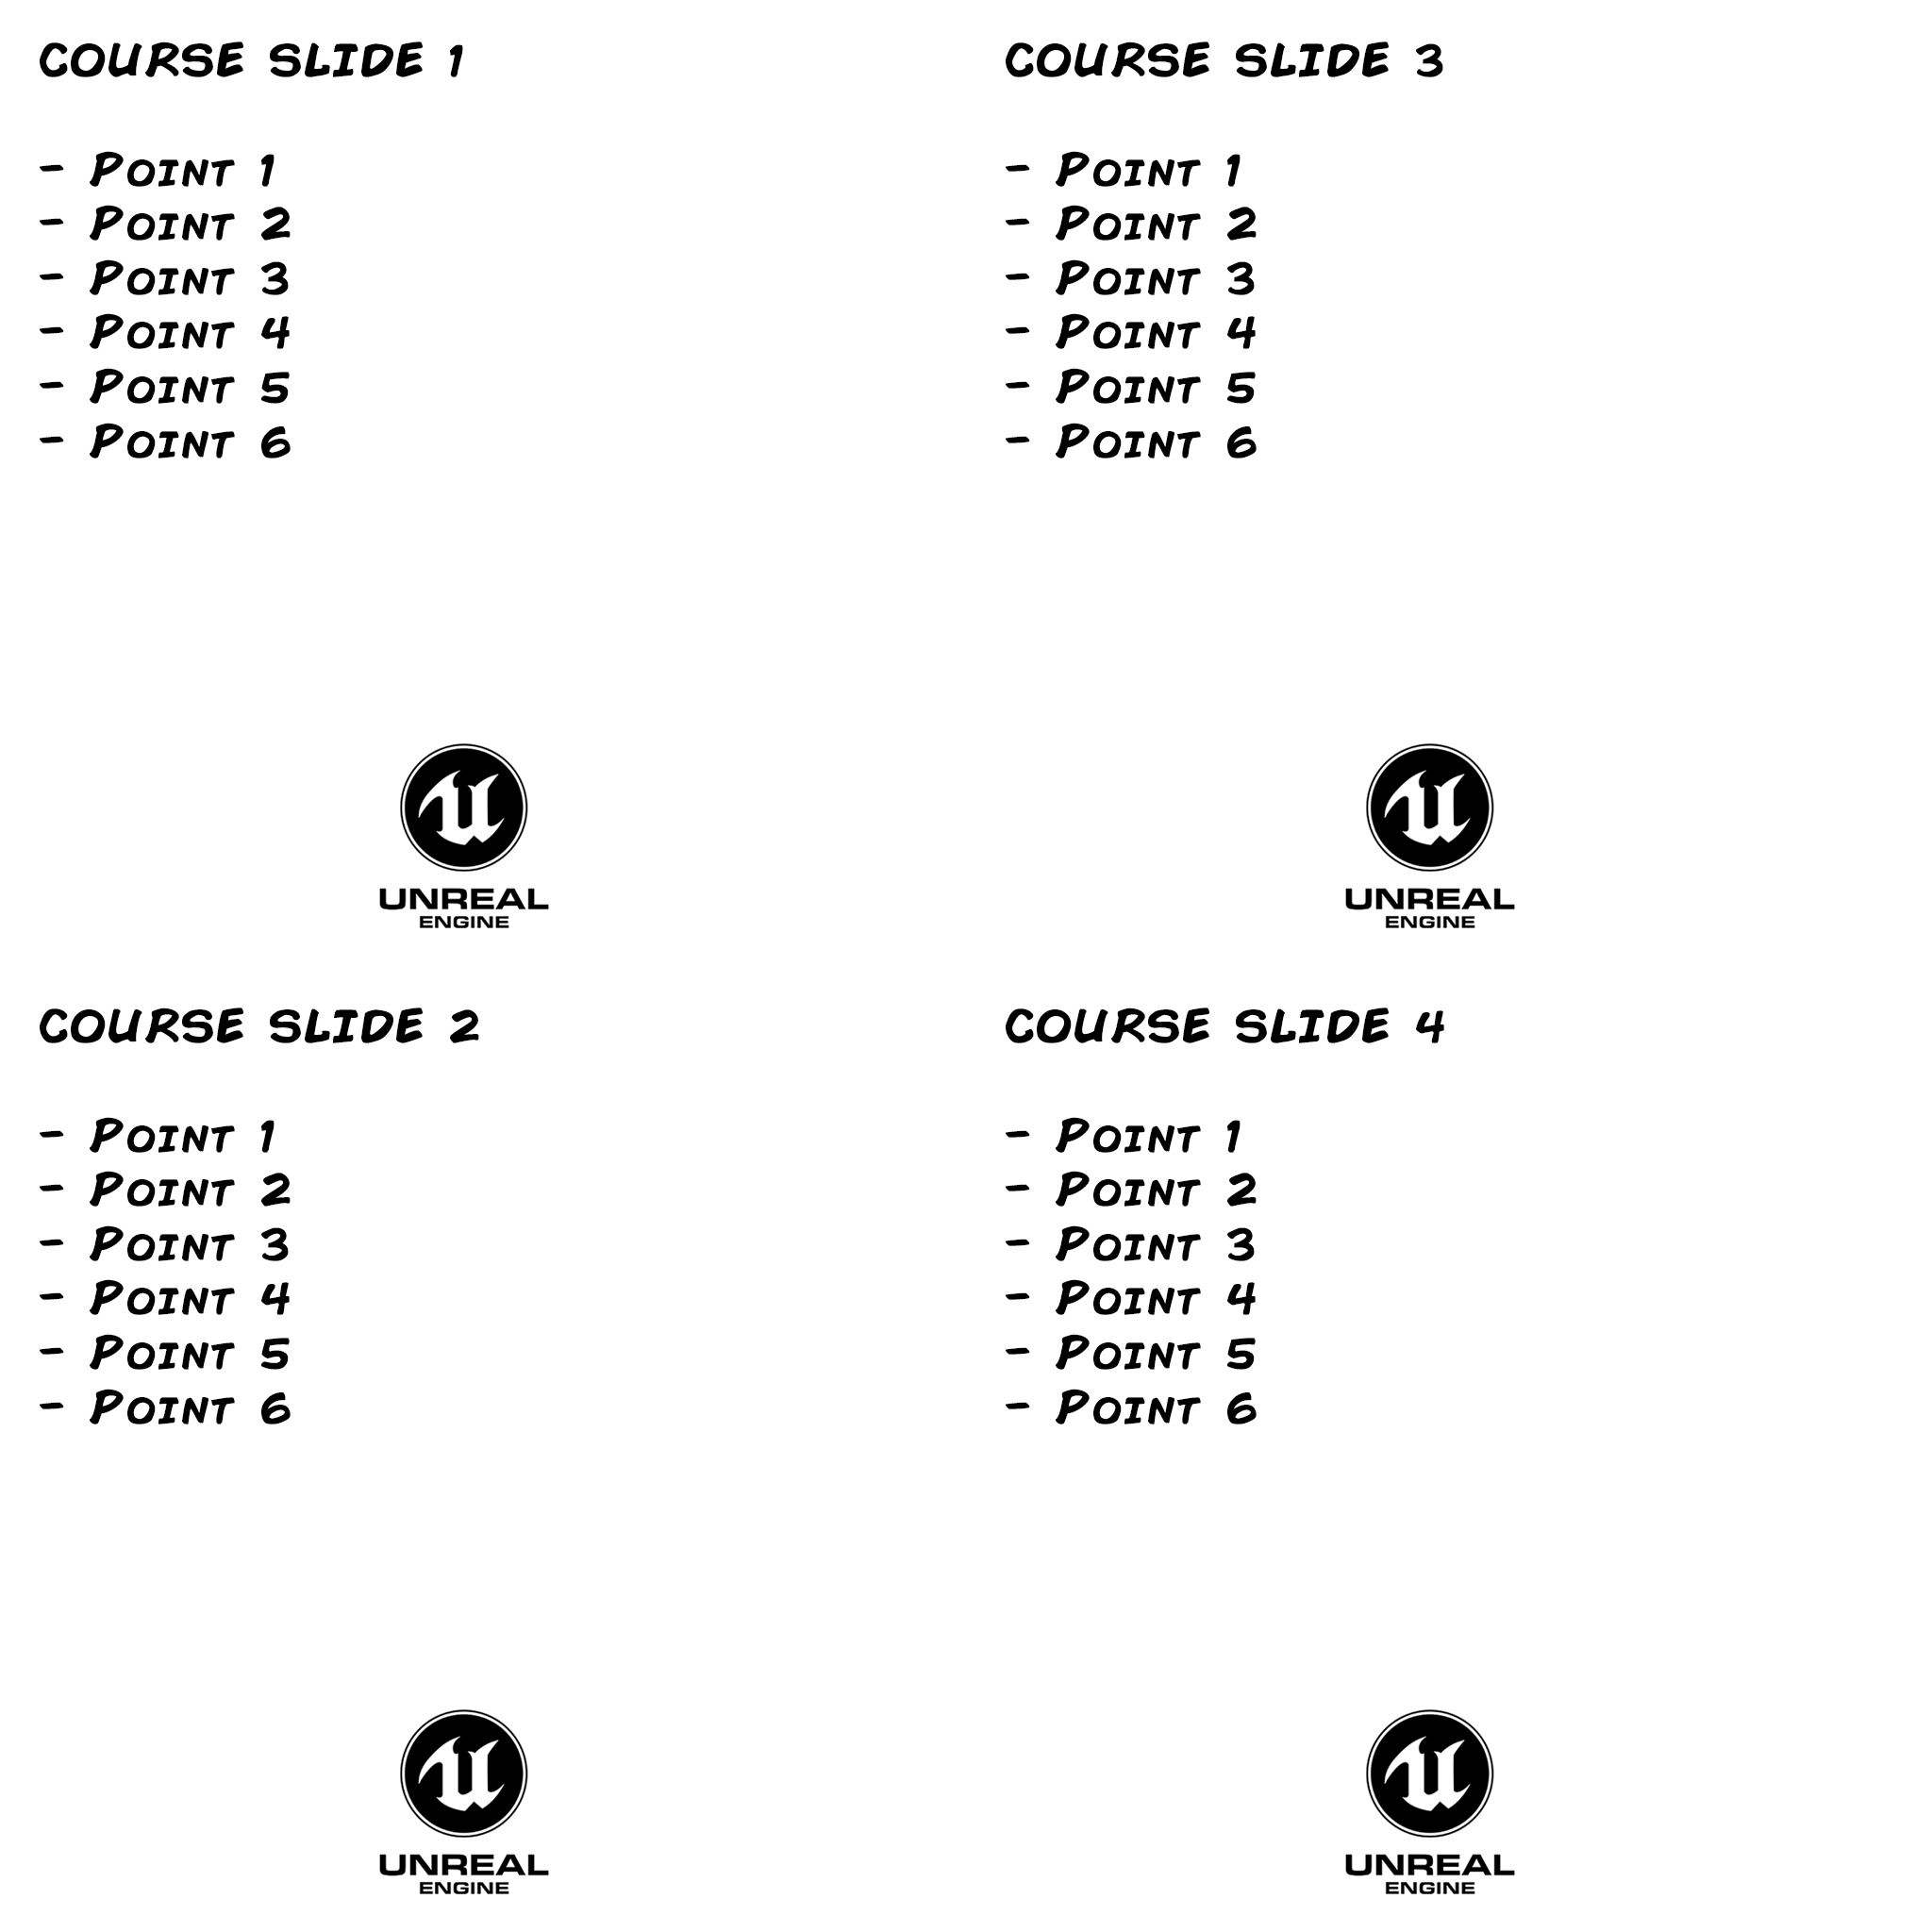 COURSE SLIDE 1
- POINT 1
- POINT 2
- POINT 3
- POINT 4
- POINT 5
- POINT 6
UNREAL
ENGINE
COURSE SLIDE 2
- POINT 1
- POINT 2
- POINT 3
- POINT 4
- POINT 5
- POINT 6
UNREAL
ENGINE
COURSE SLIDE 3
- POINT 1
- POINT 2
- POINT 3
- POINT 4
- POINT 5
- POINT 6
UNREAL
ENGINE
COURSE SLIDE 4
- POINT 1
- POINT 2
- POINT 3
- POINT 4
- POINT 5
- POINT 6
UNREAL
ENGINE